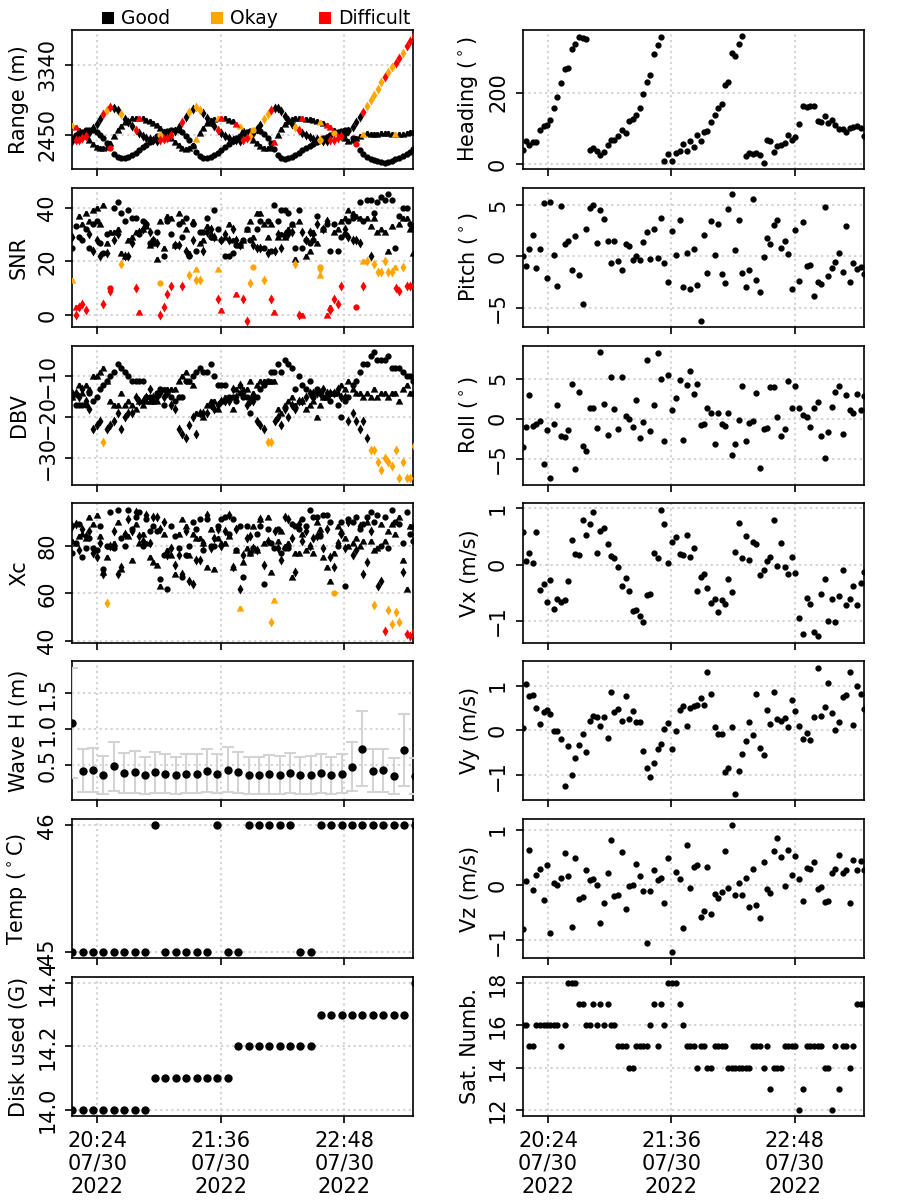 Good Okay Difficult
Range (m)
3340
2450
Heading (°)
200
0
SNR
40
20
0
Pitch (°)
5
0
−5
DBV
−10
−20
−30
Roll (°)
5
0
−5
Xc
80
60
40
Vx (m/s)
1
0
−1
Wave H (m)
1.5
1.0
0.5
Vy (m/s)
1
0
−1
Temp (°C)
46
45
Vz (m/s)
1
0
−1
Disk used (G)
14.4
14.2
14.0
Sat. Numb.
18
16
14
12
20:24 21:36 22:48
07/30 07/30 07/30
2022 2022 2022
20:24 21:36 22:48
07/30 07/30 07/30
2022 2022 2022